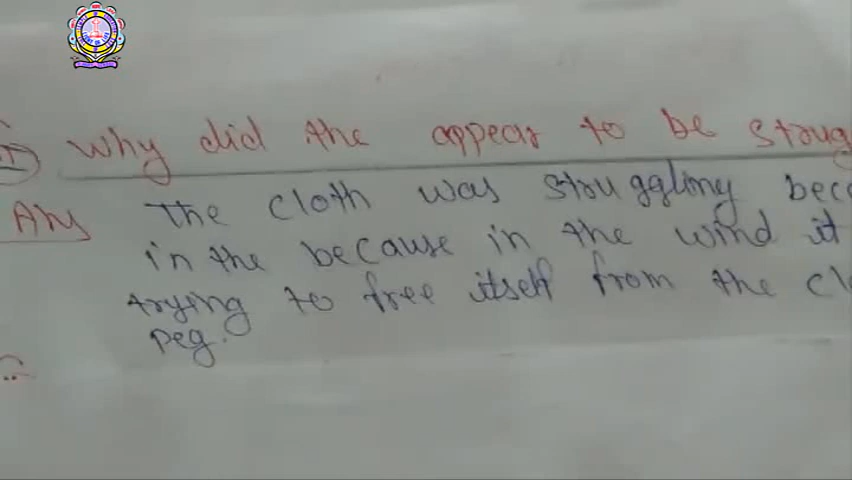 Why did the appear to be strug
Ans The cloth was struggling bec
in the because in the wind it
trying to free itself from the cl
peg.